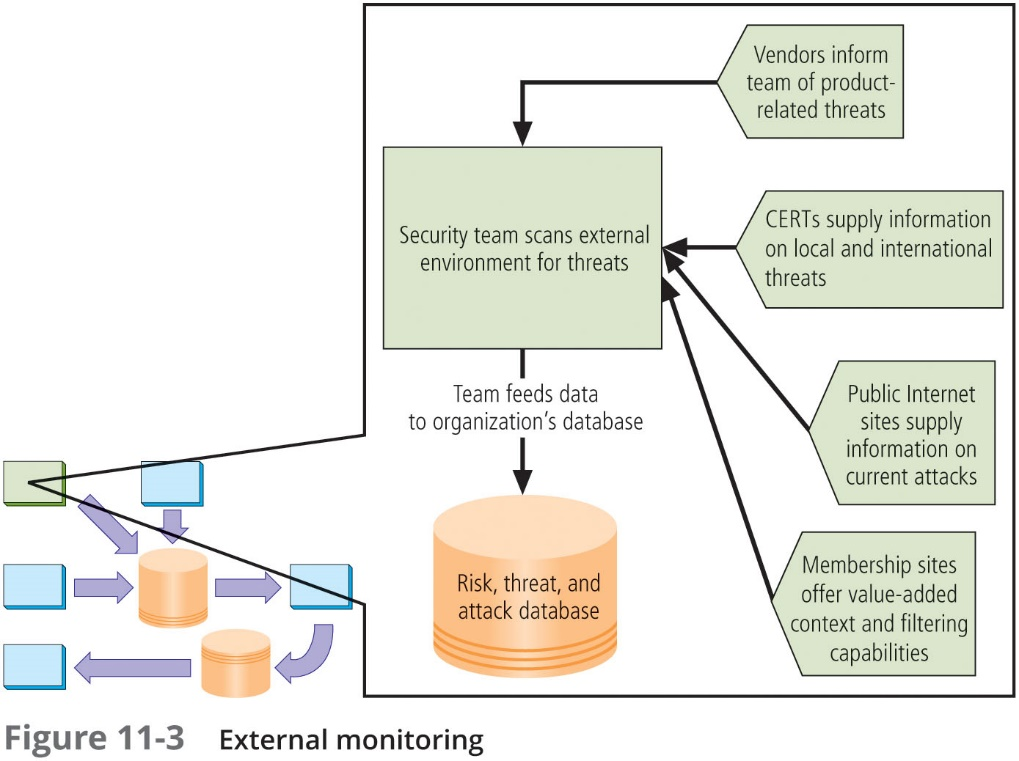 Vendors inform
team of product-
related threats
Security team scans external
environment for threats
CERTs supply information
on local and international
threats
Team feeds data
to organization's database
Public Internet
sites supply
information on
current attacks
Risk, threat, and
attack database
Membership sites
offer value-added
context and filtering
capabilities
Figure 11-3 External monitoring